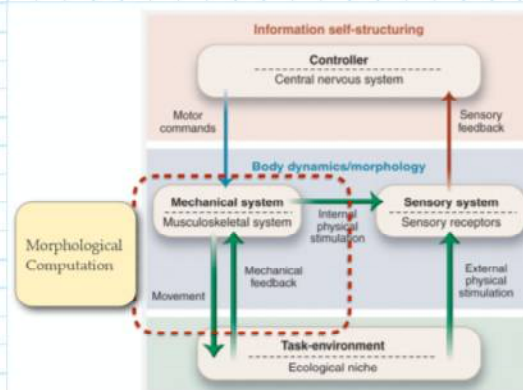 Information self-structuring
Controller
Central nervous system
Motor
commands
Sensory
feedback
Body dynamics/morphology
Mechanical system
Musculoskeletal system
Internal
physical
stimulation
Sensory system
Sensory receptors
Morphological
Computation
Movement
Mechanical
feedback
External
physical
stimulation
Task-environment
Ecological niche